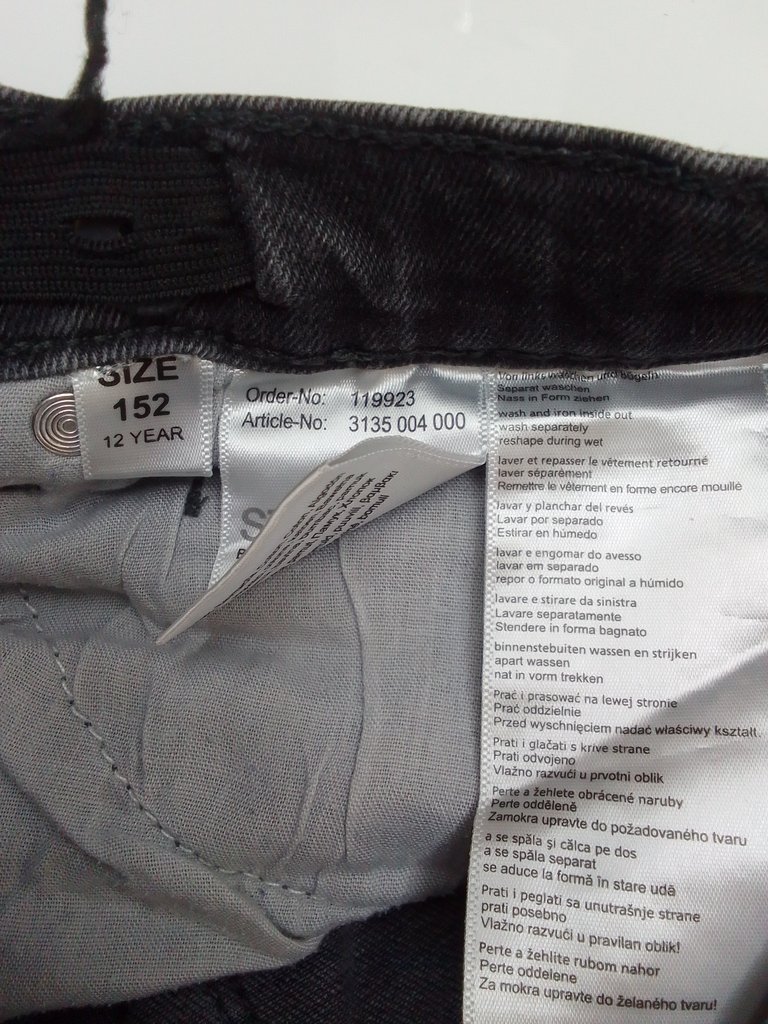 SIZE
152
12 YEAR
Order-No: 119923
Article-No: 3135 004 000
Von links waschen und bügeln
Separat waschen
Nass in Form ziehen
wash and iron inside out
wash separately
reshape during wet
laver et repasser le vêtement retourné
laver séparément
Remettre le vêtement en forme encore mouillé
lavar y planchar del revés
Lavar por separado
Estirar en húmedo
lavar e engomar do avesso
lavar em separado
repor o formato original a húmido
lavare e stirare da sinistra
Lavare separatamente
Stendere in forma bagnato
binnenstebuiten wassen en strijken
apart wassen
nat in vorm trekken
Prać i prasować na lewej stronie
Prać oddzielnie
Przed wyschnięciem nadać właściwy kształt.
Prati i glačati s krive strane
Prati odvojeno
Vlažno razvući u prvotni oblik
Perte a žehlete obrácené naruby
Perte odděleně
Zamokra upravte do požadovaného tvaru
a se spăla şi călca pe dos
a se spăla separat
se aduce la formă în stare udă
Prati i peglati sa unutrašnje strane
prati posebno
Vlažno razvući u pravilan oblik!
Perte a žehlite rubom nahor
Perte oddelene
Za mokra upravite do želaného tvaru!